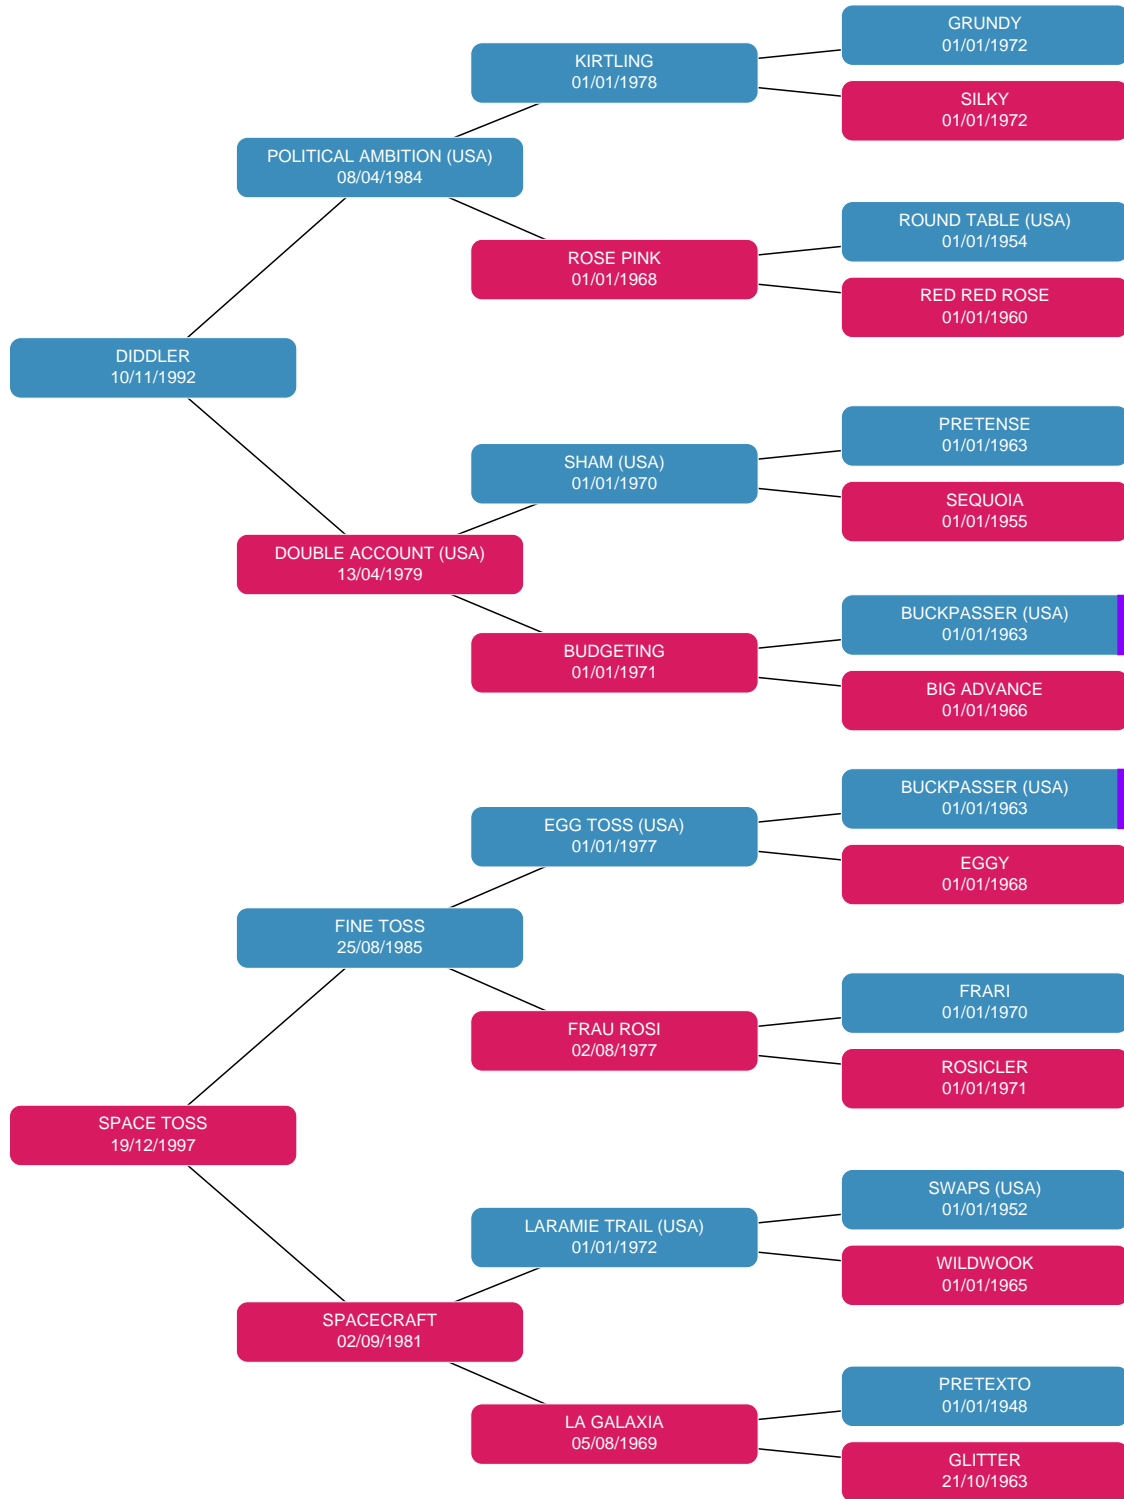 GRUNDY
01/01/1972
KIRTLING
01/01/1978
SILKY
01/01/1972
POLITICAL AMBITION (USA)
08/04/1984
ROUND TABLE (USA)
01/01/1954
ROSE PINK
01/01/1968
RED RED ROSE
01/01/1960
DIDDLER
10/11/1992
PRETENSE
01/01/1963
SHAM (USA)
01/01/1970
SEQUOIA
01/01/1955
DOUBLE ACCOUNT (USA)
13/04/1979
BUCKPASSER (USA)
01/01/1963
BUDGETING
01/01/1971
BIG ADVANCE
01/01/1966
BUCKPASSER (USA)
01/01/1963
EGG TOSS (USA)
01/01/1977
EGGY
01/01/1968
FINE TOSS
25/08/1985
FRARI
01/01/1970
FRAU ROSI
02/08/1977
ROSICLER
01/01/1971
SPACE TOSS
19/12/1997
SWAPS (USA)
01/01/1952
LARAMIE TRAIL (USA)
01/01/1972
WILDWOOK
01/01/1965
SPACECRAFT
02/09/1981
PRETEXTO
01/01/1948
LA GALAXIA
05/08/1969
GLITTER
21/10/1963